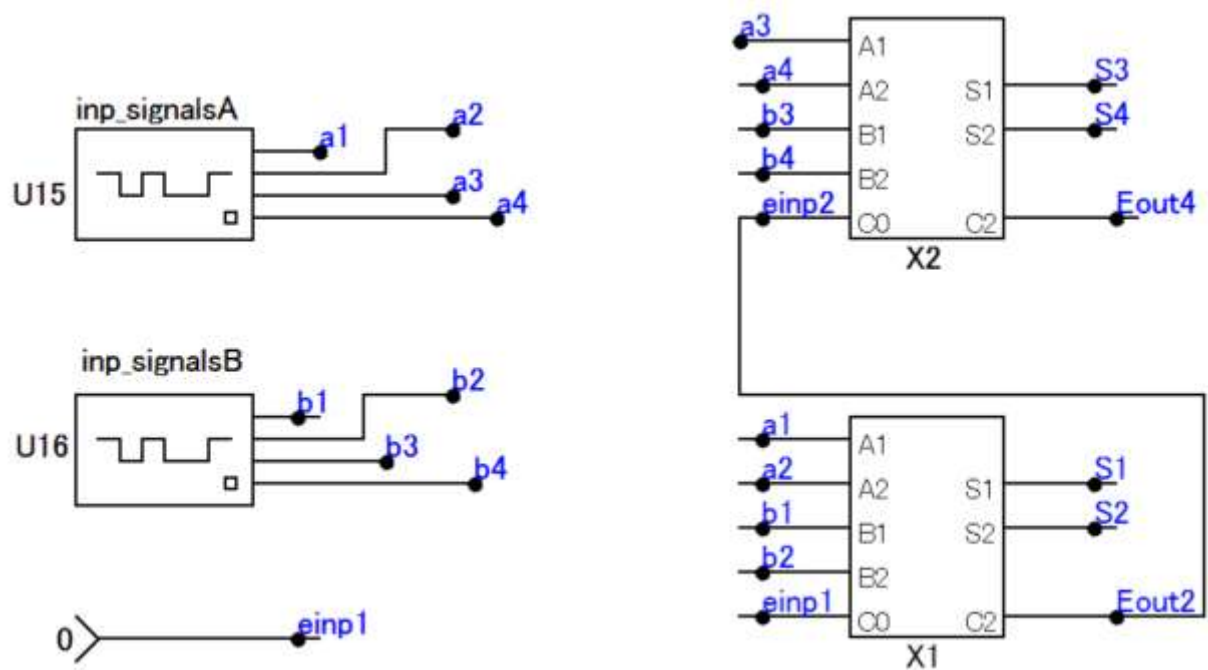 inp_signalsA
U15
a1
a2
a3
a4
inp_signalsB
U16
b1
b2
b3
b4
0
einp1
a3
A1
a4
A2
S1
S3
b3
B1
S2
S4
b4
B2
einp2
C0
C2
Eout4
X2
a1
A1
a2
A2
S1
S1
b1
B1
S2
S2
b2
B2
einp1
C0
C2
Eout2
X1